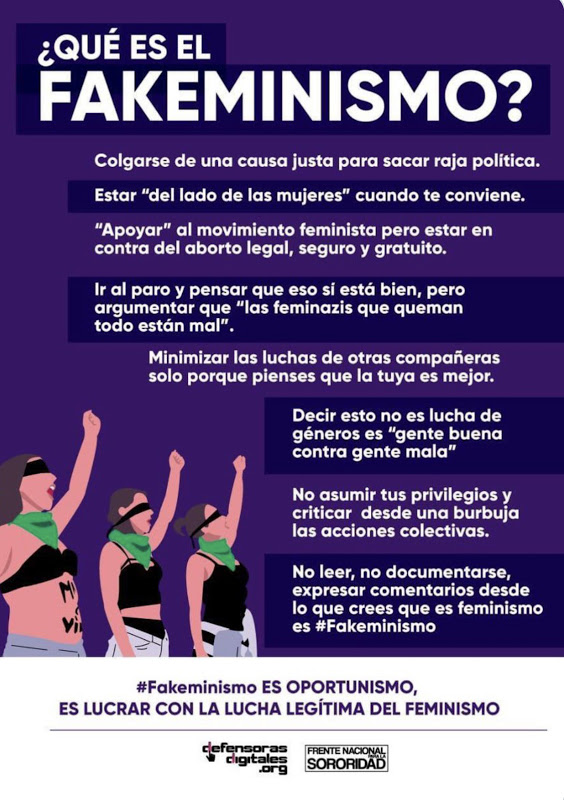 ¿QUÉ ES EL
FAKEMINISMO?
Colgarse de una causa justa para sacar raja política.
Estar “del lado de las mujeres” cuando te conviene.
“Apoyar” al movimiento feminista pero estar en
contra del aborto legal, seguro y gratuito.
Ir al paro y pensar que eso sí está bien, pero
argumentar que “las feminazis que queman
todo están mal”.
Minimizar las luchas de otras compañeras
solo porque pienses que la tuya es mejor.
Decir esto no es lucha de
géneros es “gente buena
contra gente mala”
No asumir tus privilegios y
criticar desde una burbuja
las acciones colectivas.
No leer, no documentarse,
expresar comentarios desde
lo que crees que es feminismo
es #Fakeminismo
#Fakeminismo ES OPORTUNISMO,
ES LUCRAR CON LA LUCHA LEGÍTIMA DEL FEMINISMO
defensoras
digitales
.org
FRENTE NACIONAL
PARA LA
SORORIDAD